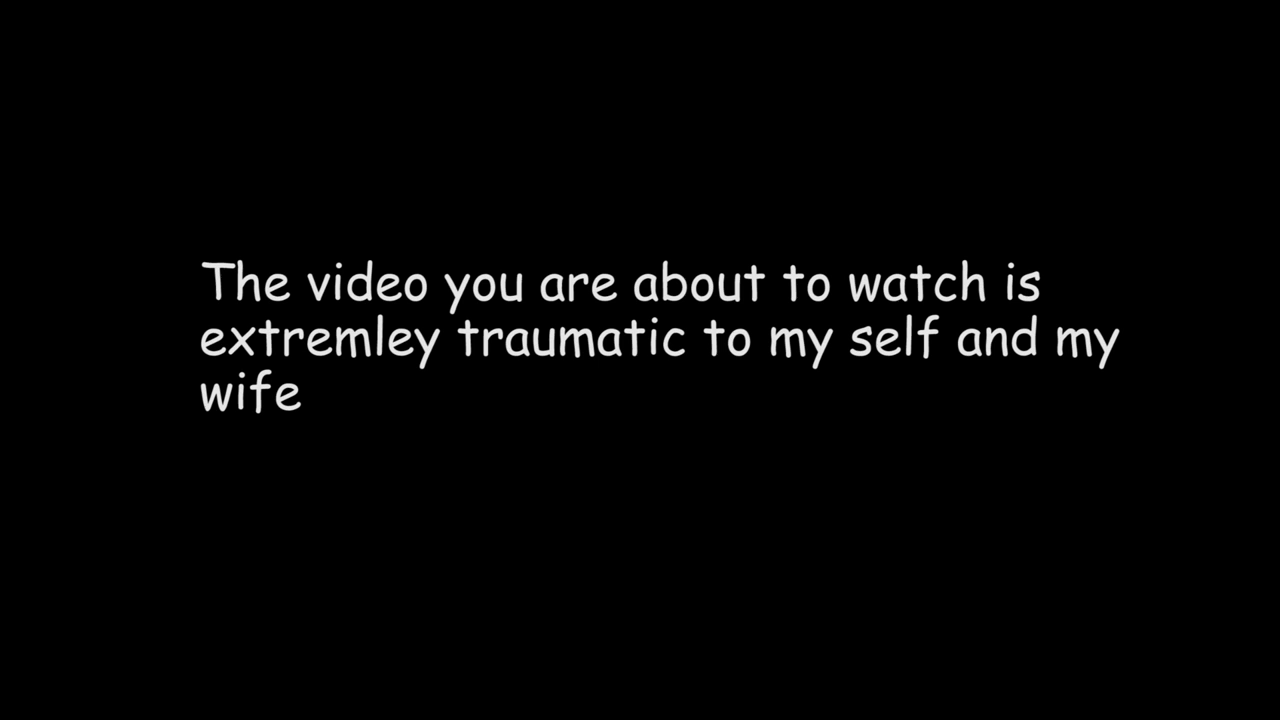 The video you are about to watch is
extremley traumatic to my self and my
wife